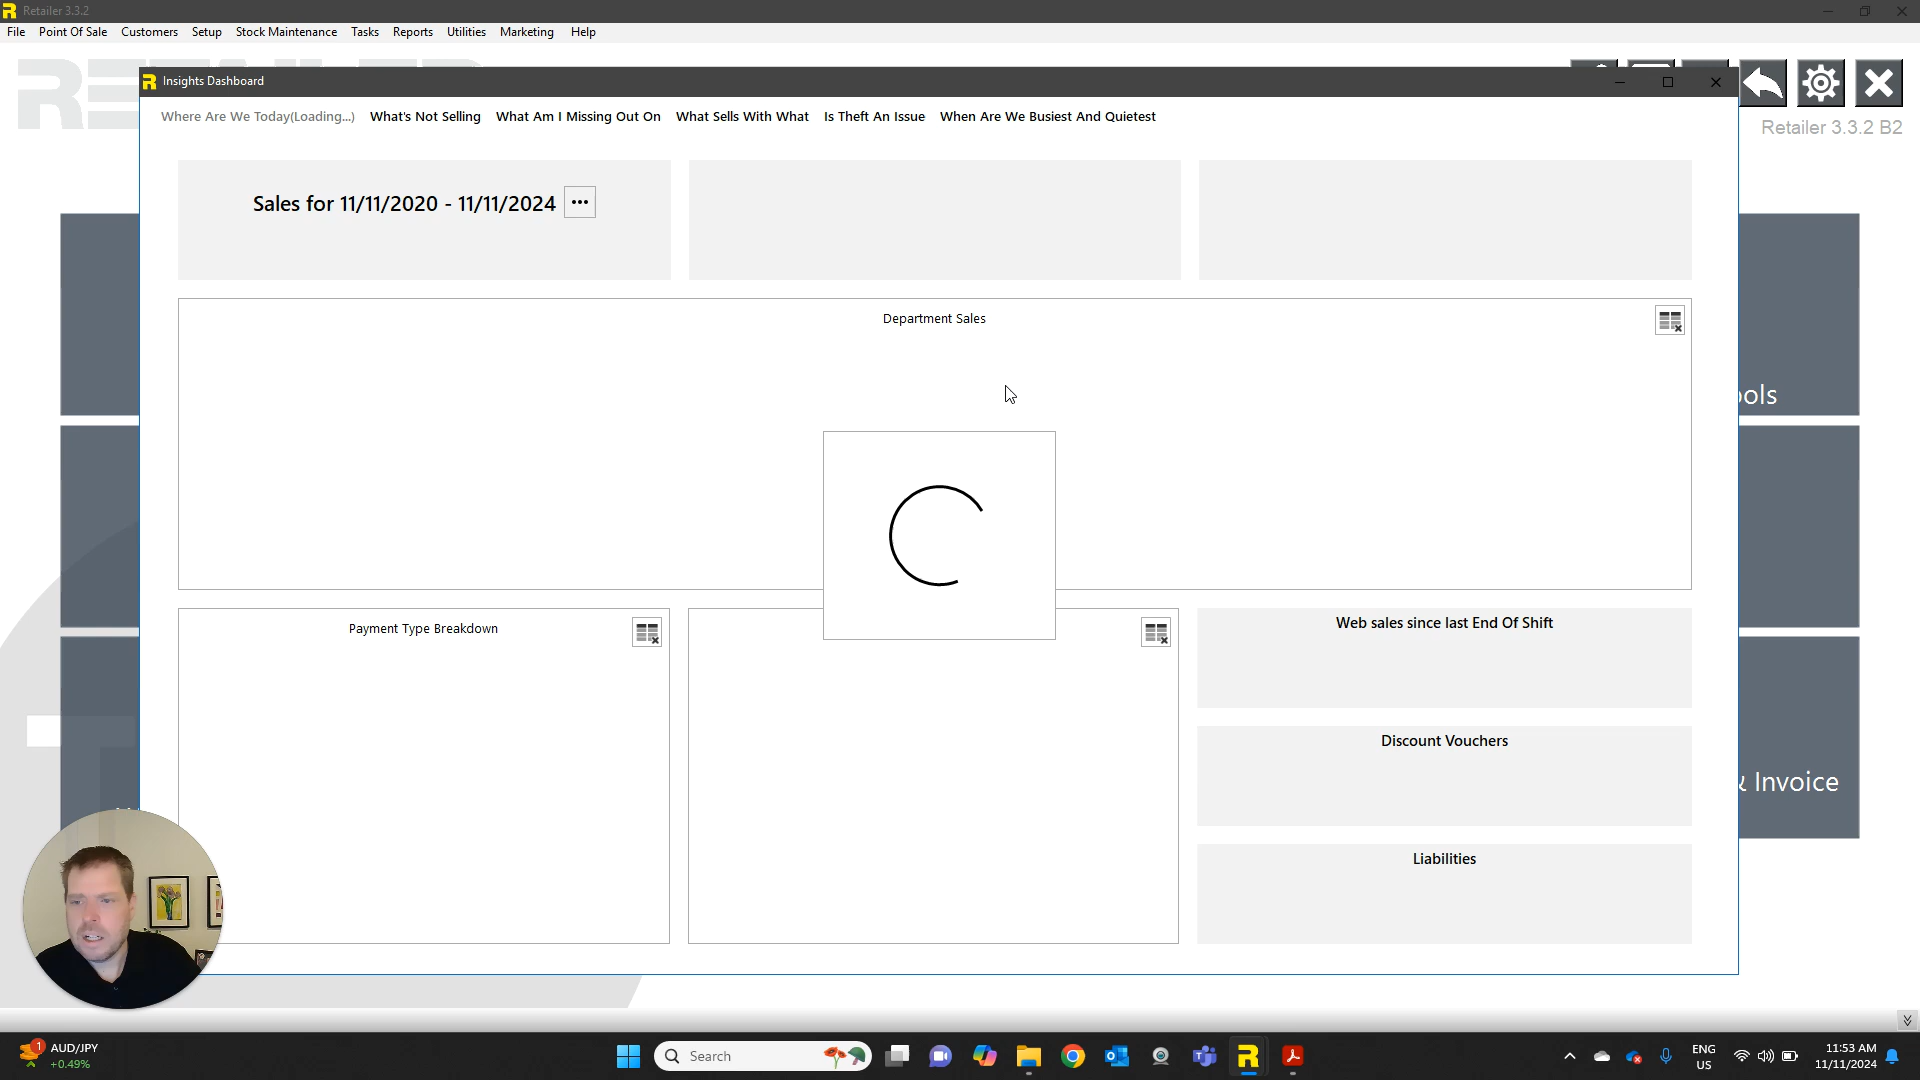 Retailer 3.3.2
File Point Of Sale Customers Setup Stock Maintenance Tasks Reports Utilities Marketing Help
Insights Dashboard
Retailer 3.3.2 B2
Where Are We Today(Loading...) What's Not Selling What Am I Missing Out On What Sells With What Is Theft An Issue When Are We Busiest And Quietest
Sales for 11/11/2020 - 11/11/2024 •••
Department Sales
Payment Type Breakdown
Web sales since last End Of Shift
Discount Vouchers
Liabilities
& Invoice
AUD/JPY
+0.49%
1
Search
ENG
US
11:53 AM
11/11/2024